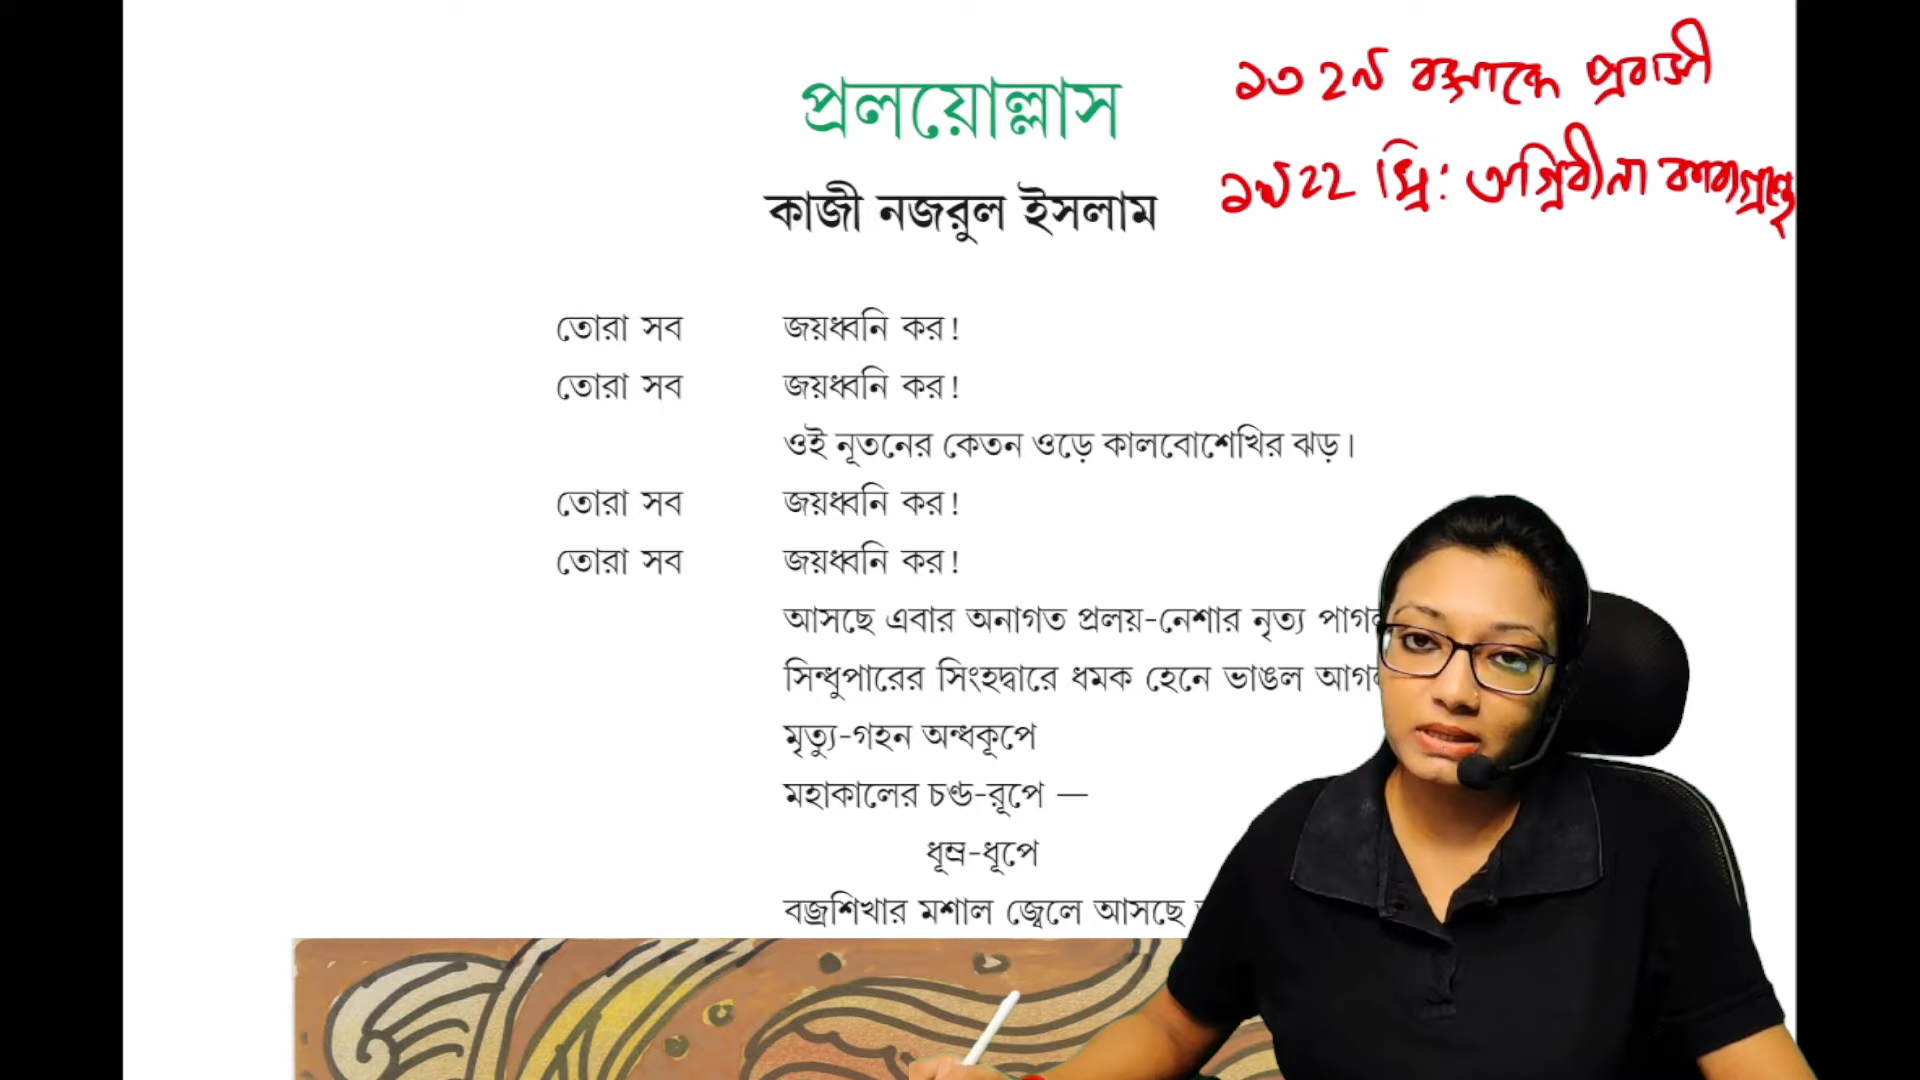 প্রলয়োল্লাস
১৩২৯ বঙ্গাব্দে প্রবাসী
১৯২২ খ্রি: অগ্নিবীণা কাব্যগ্রন্থে
কাজী নজরুল ইসলাম
তোরা সব জয়ধ্বনি কর!
তোরা সব জয়ধ্বনি কর!
ওই নূতনের কেতন ওড়ে কালবোশেখির ঝড়।
তোরা সব জয়ধ্বনি কর!
তোরা সব জয়ধ্বনি কর!
আসছে এবার অনাগত প্রলয়-নেশার নৃত্য
সিন্ধুপারের সিংহদ্বারে ধমক হেনে ভাঙল
মৃত্যু-গহন অন্ধকূপে
মহাকালের চণ্ড-রূপে —
ধূম্র-ধূপে
বজ্রশিখার মশাল জ্বেলে আসছে